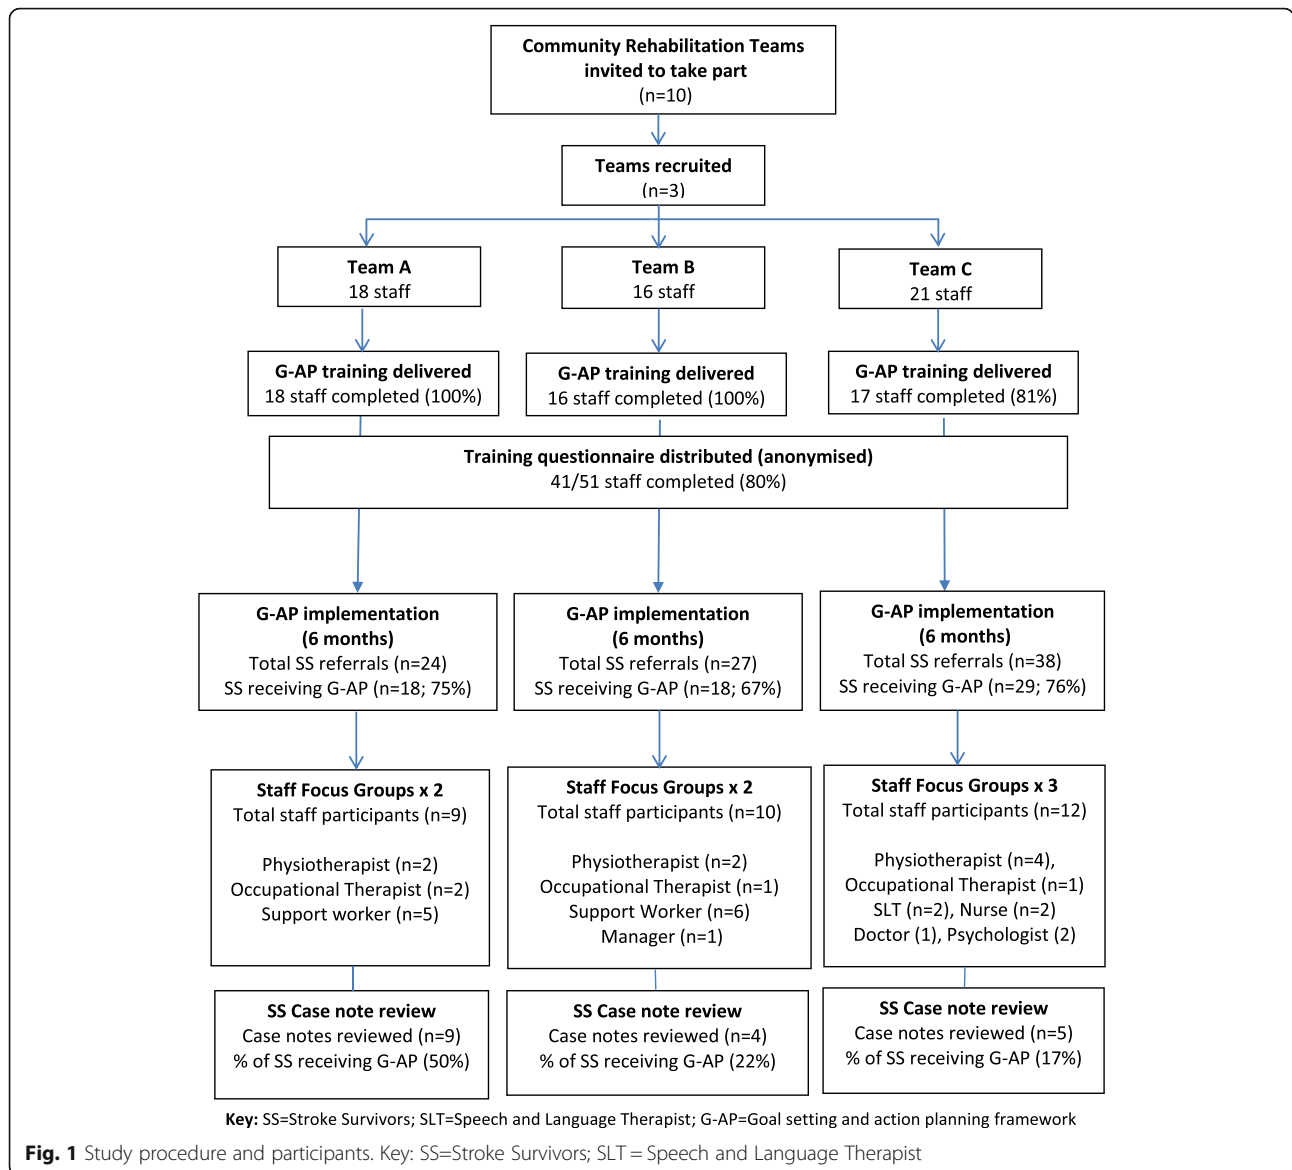 Community Rehabilitation Teams
invited to take part
(n=10)
Teams recruited
(n=3)
Team A
18 staff
Team B
16 staff
Team C
21 staff
G-AP training delivered
18 staff completed (100%)
G-AP training delivered
16 staff completed (100%)
G-AP training delivered
17 staff completed (81%)
Training questionnaire distributed (anonymised)
41/51 staff completed (80%)
G-AP implementation
(6 months)
Total SS referrals (n=24)
SS receiving G-AP (n=18; 75%)
G-AP implementation
(6 months)
Total SS referrals (n=27)
SS receiving G-AP (n=18; 67%)
G-AP implementation
(6 months)
Total SS referrals (n=38)
SS receiving G-AP (n=29; 76%)
Staff Focus Groups x 2
Total staff participants (n=9)
Physiotherapist (n=2)
Occupational Therapist (n=2)
Support worker (n=5)
Staff Focus Groups x 2
Total staff participants (n=10)
Physiotherapist (n=2)
Occupational Therapist (n=1)
Support Worker (n=6)
Manager (n=1)
Staff Focus Groups x 3
Total staff participants (n=12)
Physiotherapist (n=4),
Occupational Therapist (n=1)
SLT (n=2), Nurse (n=2)
Doctor (1), Psychologist (2)
SS Case note review
Case notes reviewed (n=9)
% of SS receiving G-AP (50%)
SS Case note review
Case notes reviewed (n=4)
% of SS receiving G-AP (22%)
SS Case note review
Case notes reviewed (n=5)
% of SS receiving G-AP (17%)
Key: SS=Stroke Survivors; SLT=Speech and Language Therapist; G-AP=Goal setting and action planning framework
Fig. 1 Study procedure and participants. Key: SS=Stroke Survivors; SLT = Speech and Language Therapist